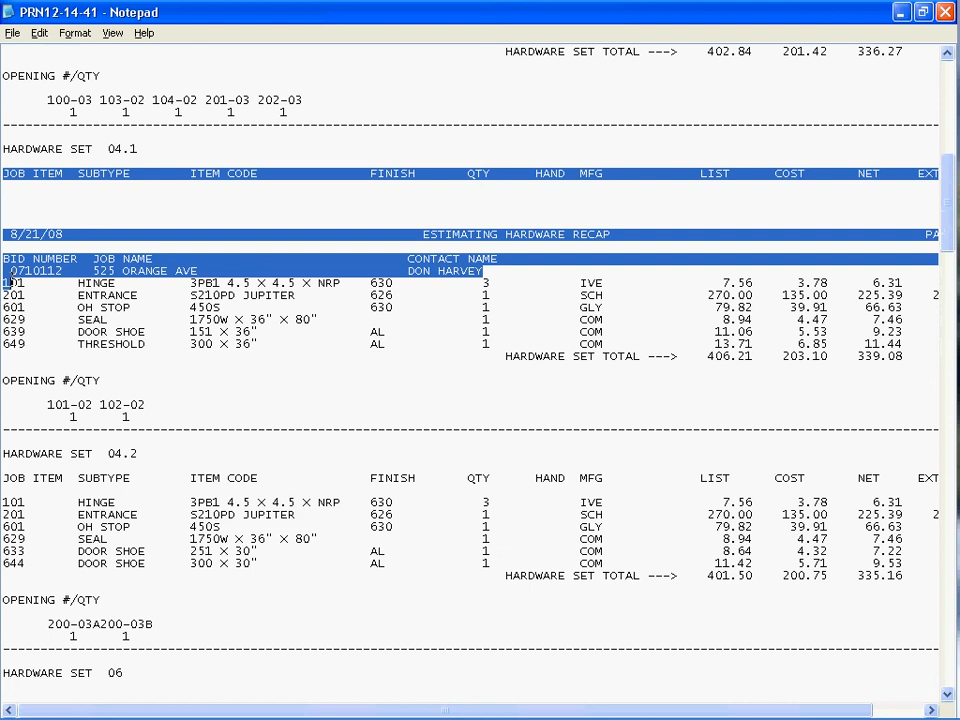 PRN12-14-41 - Notepad
File Edit Format View Help
HARDWARE SET TOTAL ---> 402.84 201.42 336.27
OPENING #/QTY
100-03 103-02 104-02 201-03 202-03
1 1 1 1 1
HARDWARE SET 04.1
JOB ITEM SUBTYPE ITEM CODE FINISH QTY HAND MFG LIST COST NET EXT
8/21/08 ESTIMATING HARDWARE RECAP PA
BID NUMBER JOB NAME CONTACT NAME
0710112 525 ORANGE AVE DON HARVEY
101 HINGE 3PB1 4.5 X 4.5 X NRP 630 3 IVE 7.56 3.78 6.31
201 ENTRANCE S210PD JUPITER 626 1 SCH 270.00 135.00 225.39 2
601 OH STOP 450S 630 1 GLY 79.82 39.91 66.63
629 SEAL 1750W X 36" X 80" 1 COM 8.94 4.47 7.46
639 DOOR SHOE 151 X 36" AL 1 COM 11.06 5.53 9.23
649 THRESHOLD 300 X 36" AL 1 COM 13.71 6.85 11.44
HARDWARE SET TOTAL ---> 406.21 203.10 339.08
OPENING #/QTY
101-02 102-02
1 1
HARDWARE SET 04.2
JOB ITEM SUBTYPE ITEM CODE FINISH QTY HAND MFG LIST COST NET EXT
101 HINGE 3PB1 4.5 X 4.5 X NRP 630 3 IVE 7.56 3.78 6.31
201 ENTRANCE S210PD JUPITER 626 1 SCH 270.00 135.00 225.39 2
601 OH STOP 450S 630 1 GLY 79.82 39.91 66.63
629 SEAL 1750W X 36" X 80" 1 COM 8.94 4.47 7.46
633 DOOR SHOE 251 X 30" AL 1 COM 8.64 4.32 7.22
644 DOOR SHOE 300 X 30" AL 1 COM 11.42 5.71 9.53
HARDWARE SET TOTAL ---> 401.50 200.75 335.16
OPENING #/QTY
200-03A200-03B
1 1
HARDWARE SET 06